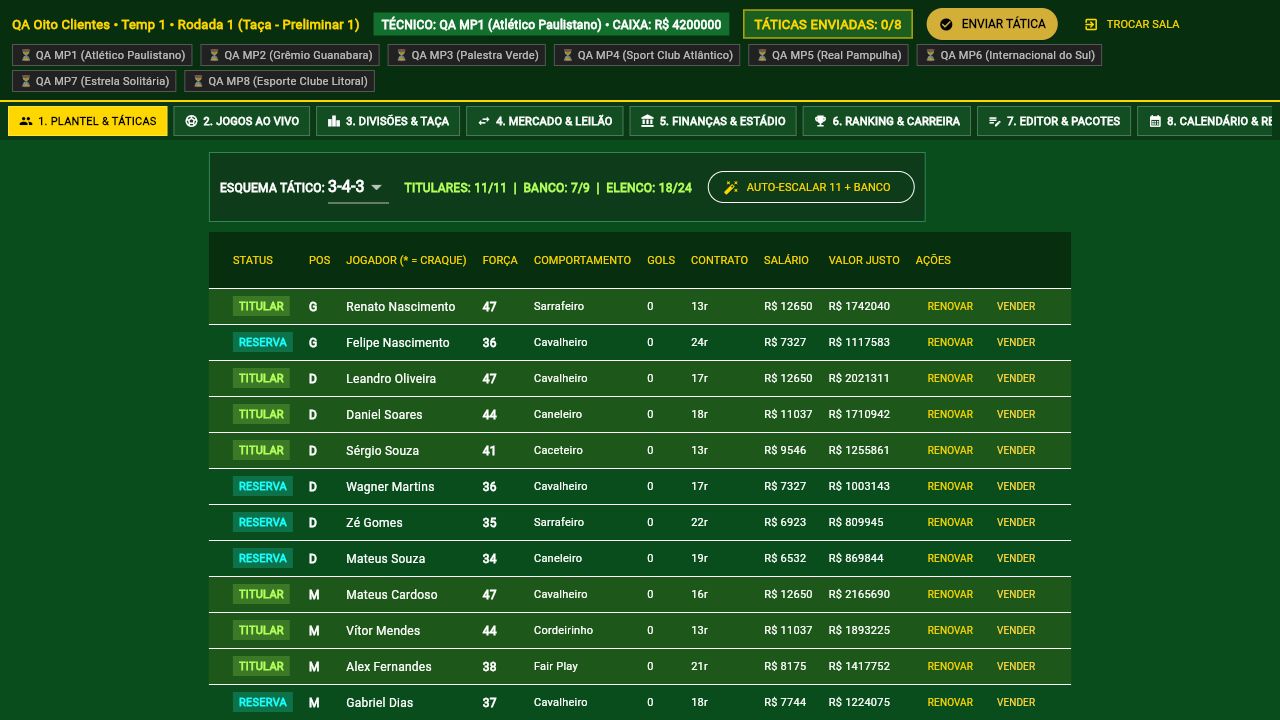 QA Oito Clientes • Temp 1 • Rodada 1 (Taça - Preliminar 1) TÉCNICO: QA MP1 (Atlético Paulistano) • CAIXA: R$ 4200000 TÁTICAS ENVIADAS: 0/8 ENVIAR TÁTICA TROCAR SALA
⏳ QA MP1 (Atlético Paulistano) ⏳ QA MP2 (Grêmio Guanabara) ⏳ QA MP3 (Palestra Verde) ⏳ QA MP4 (Sport Club Atlântico) ⏳ QA MP5 (Real Pampulha) ⏳ QA MP6 (Internacional do Sul)
⏳ QA MP7 (Estrela Solitária) ⏳ QA MP8 (Esporte Clube Litoral)
1. PLANTEL & TÁTICAS 2. JOGOS AO VIVO 3. DIVISÕES & TAÇA 4. MERCADO & LEILÃO 5. FINANÇAS & ESTÁDIO 6. RANKING & CARREIRA 7. EDITOR & PACOTES 8. CALENDÁRIO & RE
ESQUEMA TÁTICO: 3-4-3 TITULARES: 11/11 | BANCO: 7/9 | ELENCO: 18/24 AUTO-ESCALAR 11 + BANCO
STATUS POS JOGADOR (* = CRAQUE) FORÇA COMPORTAMENTO GOLS CONTRATO SALÁRIO VALOR JUSTO AÇÕES
TITULAR G Renato Nascimento 47 Sarrafeiro 0 13r R$ 12650 R$ 1742040 RENOVAR VENDER
RESERVA G Felipe Nascimento 36 Cavalheiro 0 24r R$ 7327 R$ 1117583 RENOVAR VENDER
TITULAR D Leandro Oliveira 47 Cavalheiro 0 17r R$ 12650 R$ 2021311 RENOVAR VENDER
TITULAR D Daniel Soares 44 Caneleiro 0 18r R$ 11037 R$ 1710942 RENOVAR VENDER
TITULAR D Sérgio Souza 41 Caceteiro 0 13r R$ 9546 R$ 1255861 RENOVAR VENDER
RESERVA D Wagner Martins 36 Cavalheiro 0 17r R$ 7327 R$ 1003143 RENOVAR VENDER
RESERVA D Zé Gomes 35 Sarrafeiro 0 22r R$ 6923 R$ 809945 RENOVAR VENDER
RESERVA D Mateus Souza 34 Caneleiro 0 19r R$ 6532 R$ 869844 RENOVAR VENDER
TITULAR M Mateus Cardoso 47 Cavalheiro 0 16r R$ 12650 R$ 2165690 RENOVAR VENDER
TITULAR M Vítor Mendes 44 Cordeirinho 0 13r R$ 11037 R$ 1893225 RENOVAR VENDER
TITULAR M Alex Fernandes 38 Fair Play 0 21r R$ 8175 R$ 1417752 RENOVAR VENDER
RESERVA M Gabriel Dias 37 Cavalheiro 0 18r R$ 7744 R$ 1224075 RENOVAR VENDER